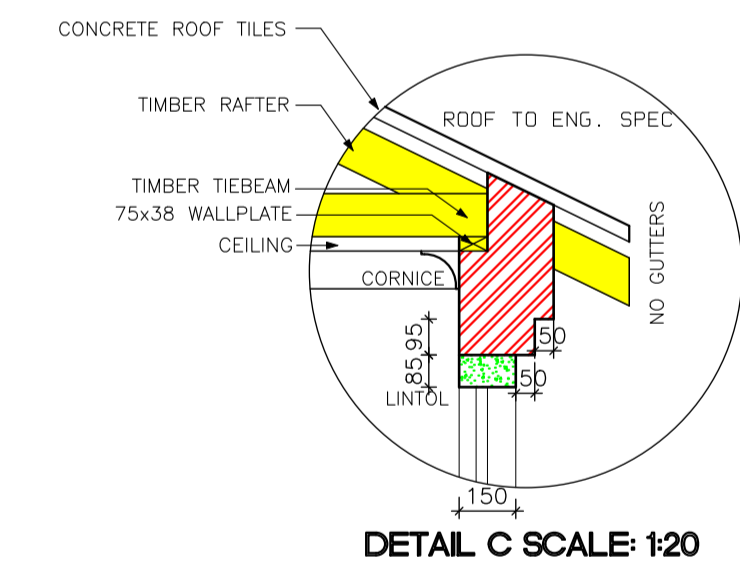 CONCRETE ROOF TILES
TIMBER RAFTER
ROOF TO ENG. SPEC
TIMBER TIEBEAM
75x38 WALLPLATE
CEILING
CORNICE
NO GUTTERS
95
85
50
50
LINTOL
150
DETAIL C SCALE: 1:20